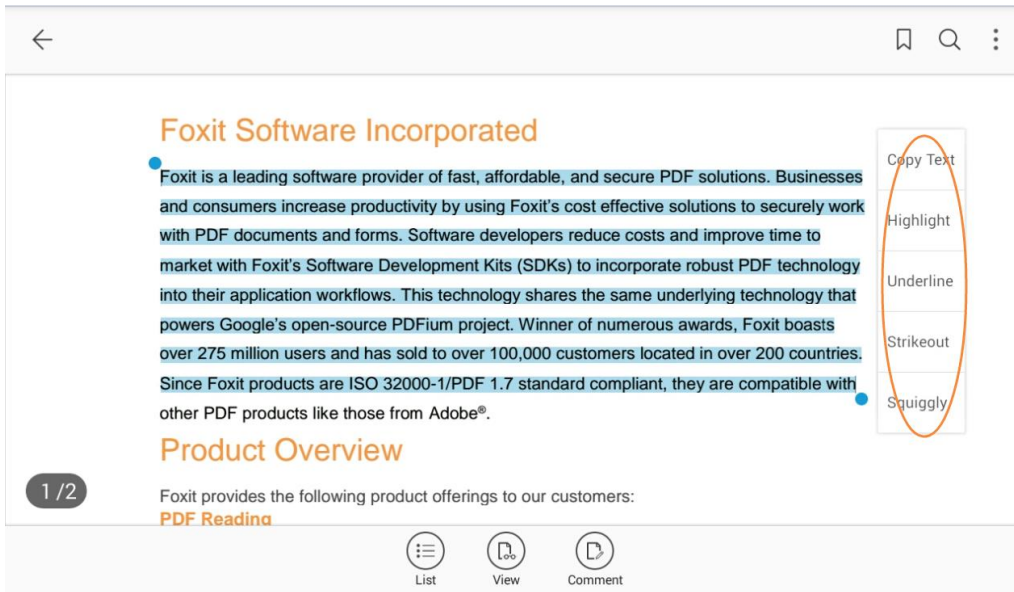 Foxit Software Incorporated
Foxit is a leading software provider of fast, affordable, and secure PDF solutions. Businesses
and consumers increase productivity by using Foxit's cost effective solutions to securely work
with PDF documents and forms. Software developers reduce costs and improve time to
market with Foxit's Software Development Kits (SDKs) to incorporate robust PDF technology
into their application workflows. This technology shares the same underlying technology that
powers Google's open-source PDFium project. Winner of numerous awards, Foxit boasts
over 275 million users and has sold to over 100,000 customers located in over 200 countries.
Since Foxit products are ISO 32000-1/PDF 1.7 standard compliant, they are compatible with
other PDF products like those from Adobe®.
Copy Text
Highlight
Underline
Strikeout
Squiggly
Product Overview
1/2
Foxit provides the following product offerings to our customers:
PDF Reading
List
View
Comment